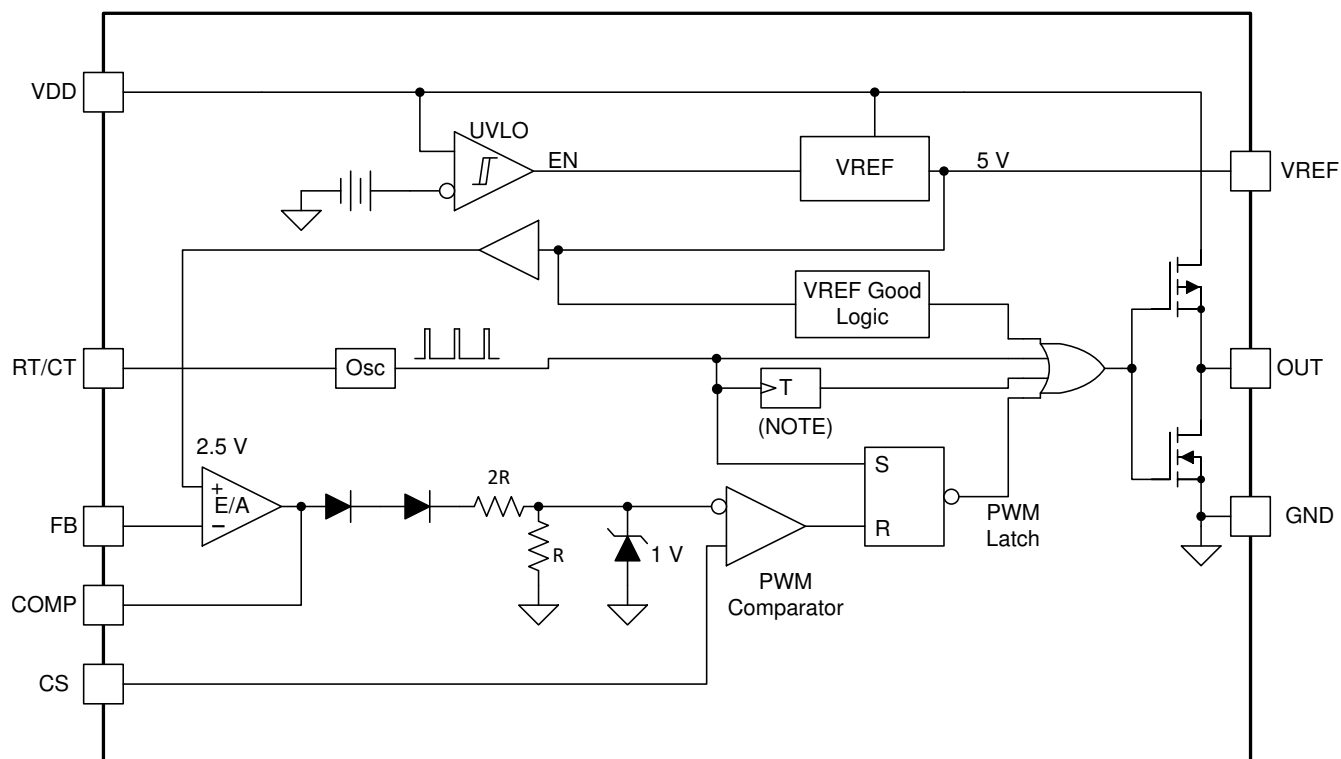 VDD
UVLO
EN
VREF
5 V
VREF
VREF Good
Logic
RT/CT
Osc
T
(NOTE)
OUT
2.5 V
+
E/A
−
FB
2R
R
1 V
S
R
PWM
Latch
GND
COMP
PWM
Comparator
CS